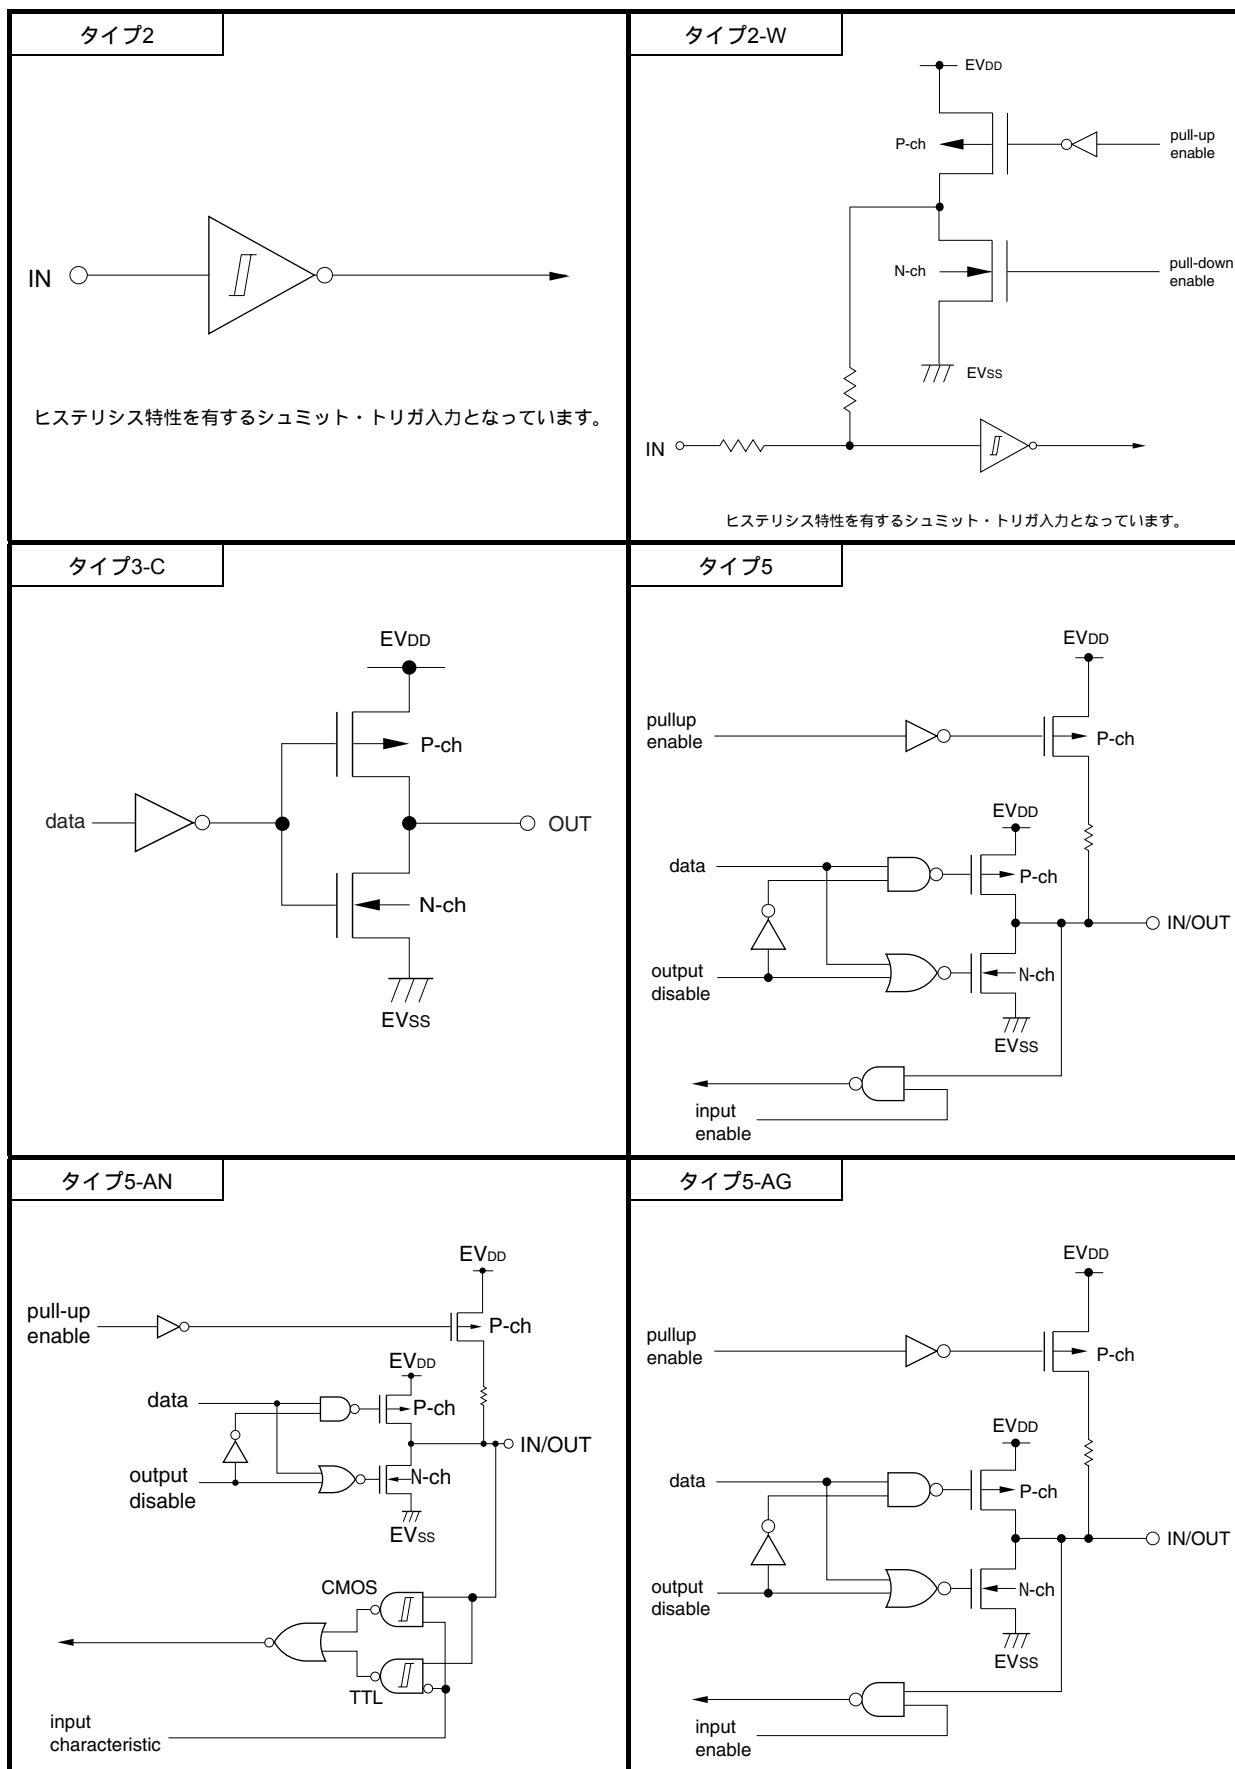 タイプ2
IN
ヒステリシス特性を有するシュミット・トリガ入力となっています。
タイプ2-W
EVDD
P-ch
pull-up
enable
N-ch
pull-down
enable
EVSS
IN
ヒステリシス特性を有するシュミット・トリガ入力となっています。
タイプ3-C
EVDD
P-ch
data
OUT
N-ch
EVSS
タイプ5
EVDD
pullup
enable
P-ch
EVDD
data
P-ch
IN/OUT
output
disable
N-ch
EVSS
input
enable
タイプ5-AN
EVDD
pull-up
enable
P-ch
EVDD
data
P-ch
IN/OUT
output
disable
N-ch
EVSS
CMOS
TTL
input
characteristic
タイプ5-AG
EVDD
pullup
enable
P-ch
EVDD
data
P-ch
IN/OUT
output
disable
N-ch
EVSS
input
enable